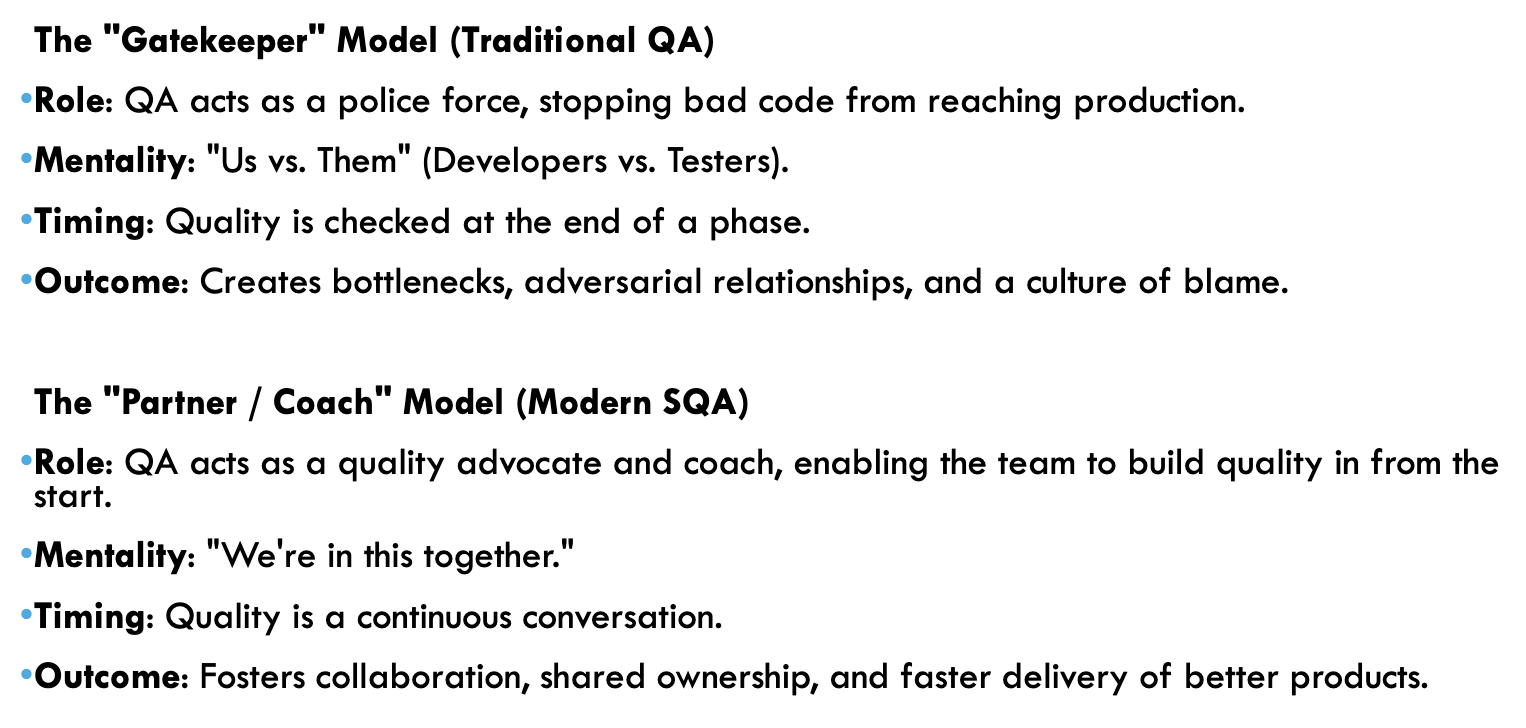 The "Gatekeeper" Model (Traditional QA)
•Role: QA acts as a police force, stopping bad code from reaching production.
•Mentality: "Us vs. Them" (Developers vs. Testers).
•Timing: Quality is checked at the end of a phase.
•Outcome: Creates bottlenecks, adversarial relationships, and a culture of blame.
The "Partner / Coach" Model (Modern SQA)
•Role: QA acts as a quality advocate and coach, enabling the team to build quality in from the
start.
•Mentality: "We're in this together."
•Timing: Quality is a continuous conversation.
•Outcome: Fosters collaboration, shared ownership, and faster delivery of better products.